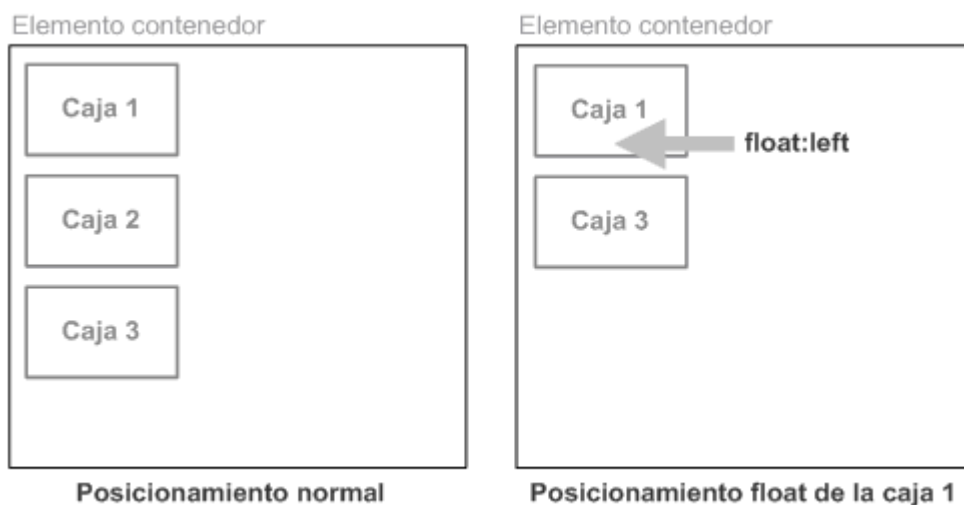 Elemento contenedor
Caja 1
Caja 2
Caja 3
Posicionamiento normal
Elemento contenedor
Caja 1
float:left
Caja 3
Posicionamiento float de la caja 1